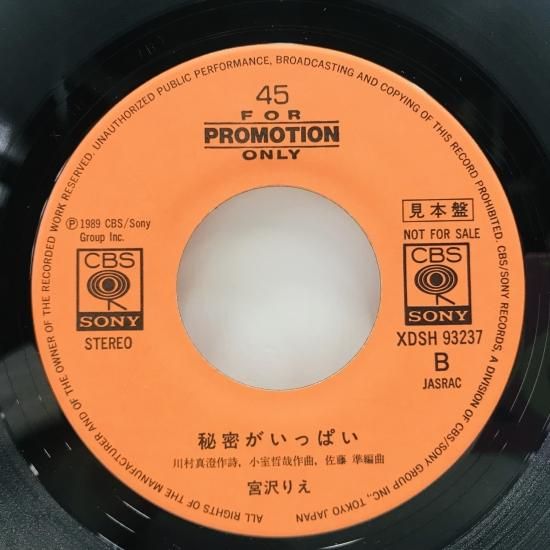 ALL RIGHTS OF THE MANUFACTURER AND OF THE OWNER OF THE RECORDED WORK RESERVED. UNAUTHORIZED PUBLIC PERFORMANCE, BROADCASTING AND COPYING OF THIS RECORD PROHIBITED. CBS/SONY RECORDS, A DIVISION OF CBS/SONY GROUP INC., TOKYO JAPAN
45
FOR
PROMOTION
ONLY
Ⓟ1989 CBS/Sony
Group Inc.
CBS
SONY
STEREO
見本盤
NOT FOR SALE
CBS
SONY
XDSH 93237
B
JASRAC
秘密がいっぱい
川村真澄作詩, 小室哲哉作曲, 佐藤 準編曲
宮沢りえ